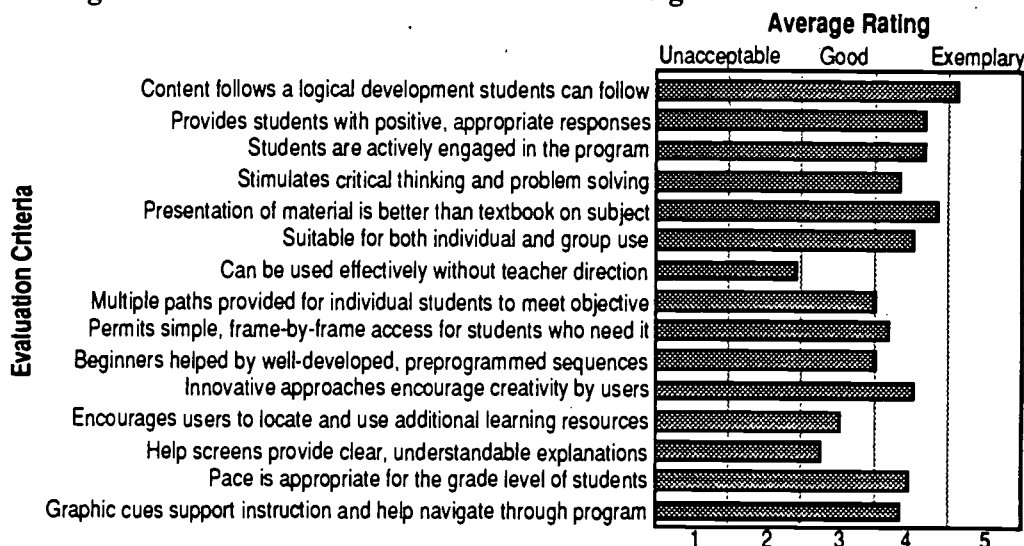 Average Rating
Unacceptable Good Exemplary
Content follows a logical development students can follow
Provides students with positive, appropriate responses
Students are actively engaged in the program
Stimulates critical thinking and problem solving
Presentation of material is better than textbook on subject
Suitable for both individual and group use
Can be used effectively without teacher direction
Multiple paths provided for individual students to meet objective
Permits simple, frame-by-frame access for students who need it
Beginners helped by well-developed, preprogrammed sequences
Innovative approaches encourage creativity by users
Encourages users to locate and use additional learning resources
Help screens provide clear, understandable explanations
Pace is appropriate for the grade level of students
Graphic cues support instruction and help navigate through program
Evaluation Criteria
1 2 3 4 5